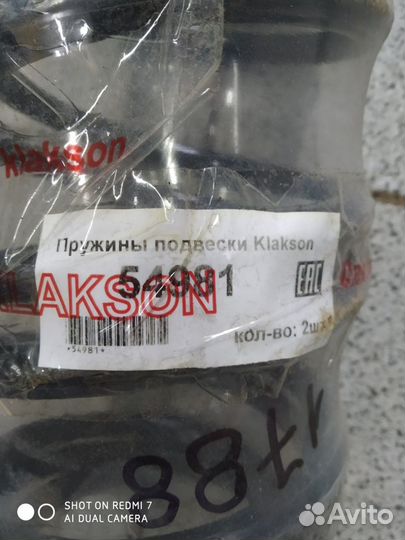 klakson
Пружины подвески Klakson
54981
KLAKSON
EAC
кол-во: 2шт
*54981*
SHOT ON REDMI 7
AI DUAL CAMERA
Avito